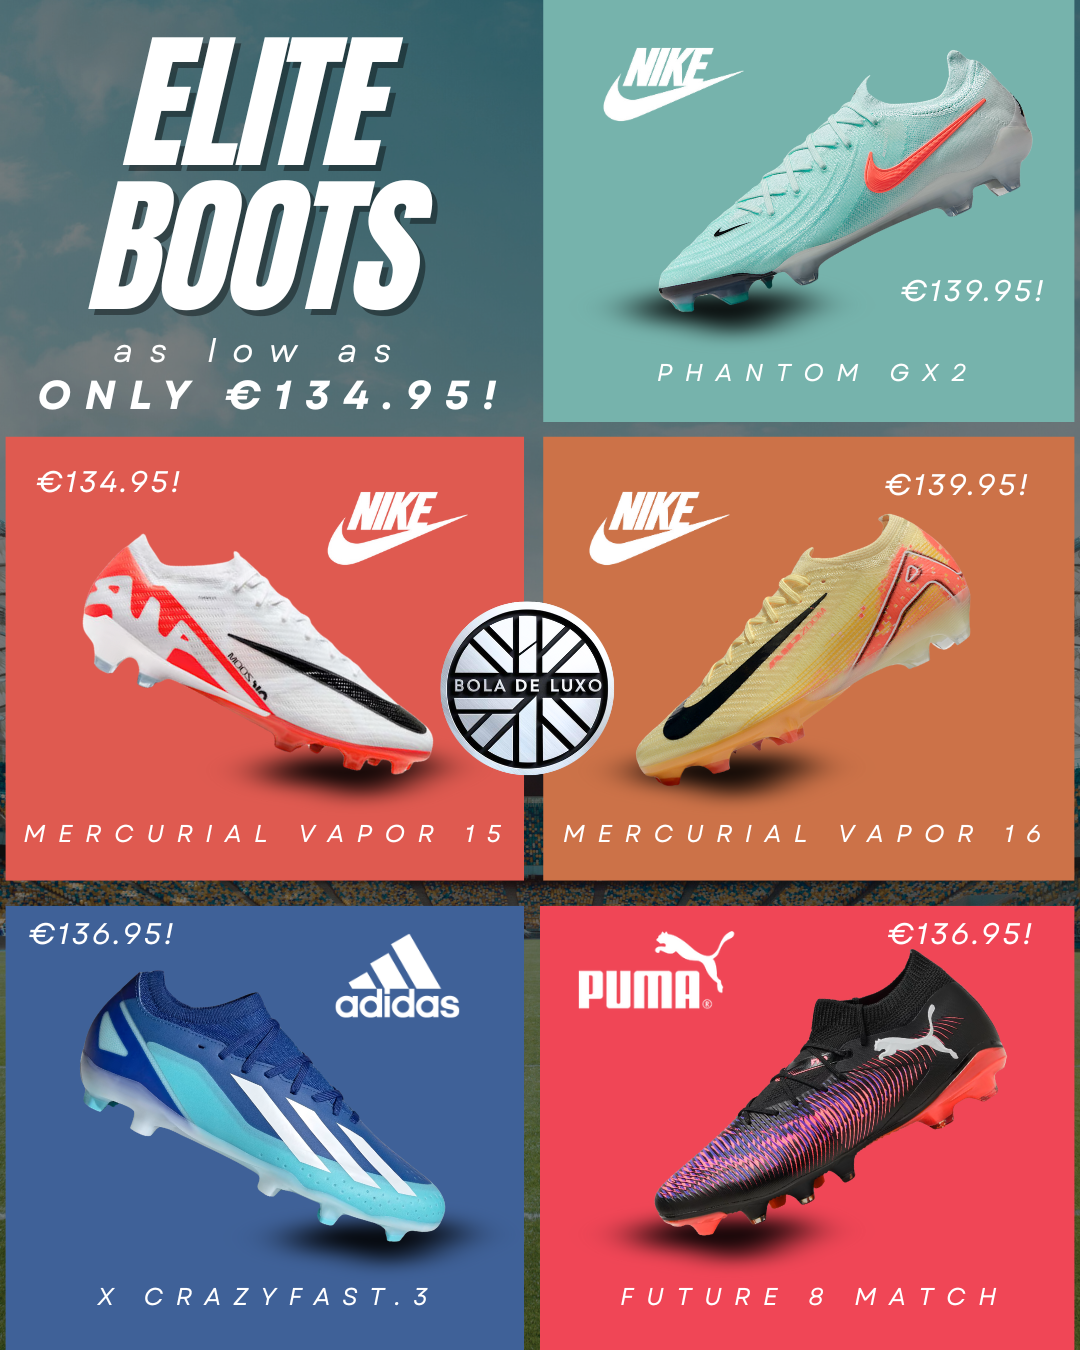 ELITE
BOOTS
as low as
ONLY €134.95!
NIKE
€139.95!
PHANTOM GX2
€134.95!
NIKE
ZOOM
MERCURIAL VAPOR 15
NIKE
€139.95!
MERCURIAL VAPOR 16
BOLA DE LUXO
€136.95!
adidas
X CRAZYFAST.3
PUMA®
€136.95!
FUTURE 8 MATCH